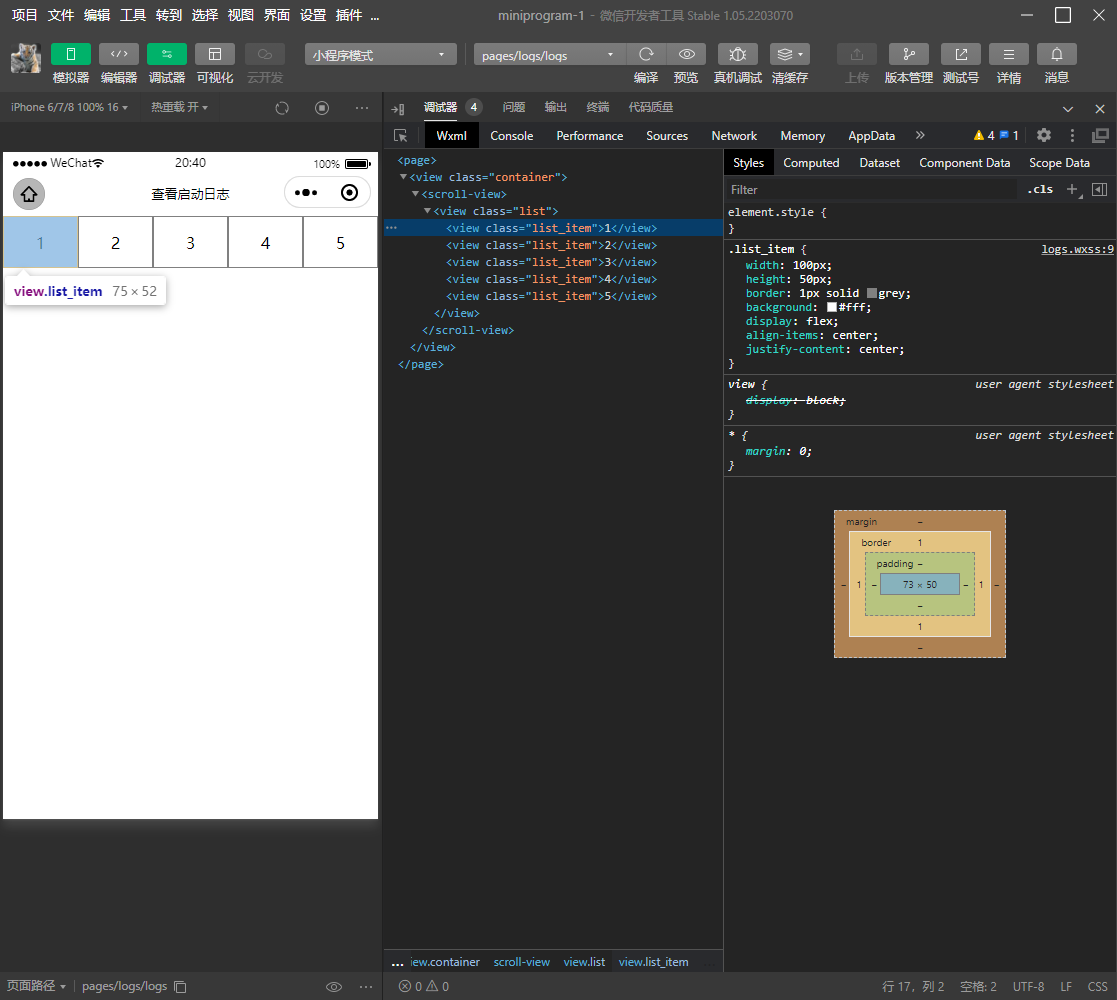 项目 文件 编辑 工具 转到 选择 视图 界面 设置 插件 ... miniprogram-1 - 微信开发者工具 Stable 1.05.2203070
小程序模式 pages/logs/logs
模拟器 编辑器 调试器 可视化 云开发 编译 预览 真机调试 清缓存 上传 版本管理 测试号 详情 消息
iPhone 6/7/8 100% 16 热重载 开
调试器 4 问题 输出 终端 代码质量
Wxml Console Performance Sources Network Memory AppData » 4 1
WeChat 20:40 100%
查看启动日志
1 2 3 4 5
view.list_item 75 × 52
<page>
<view class="container">
<scroll-view>
<view class="list">
<view class="list_item">1</view>
<view class="list_item">2</view>
<view class="list_item">3</view>
<view class="list_item">4</view>
<view class="list_item">5</view>
</view>
</scroll-view>
</view>
</page>
Styles Computed Dataset Component Data Scope Data
Filter .cls +
element.style {
}
.list_item { logs.wxss:9
width: 100px;
height: 50px;
border: 1px solid grey;
background: #fff;
display: flex;
align-items: center;
justify-content: center;
}
view { user agent stylesheet
display: block;
}
* { user agent stylesheet
margin: 0;
}
margin –
border 1
padding –
– 1 – 73 × 50 – 1 –
–
1
–
... iew.container scroll-view view.list view.list_item
页面路径 pages/logs/logs 0 0 行 17，列 2 空格: 2 UTF-8 LF CSS